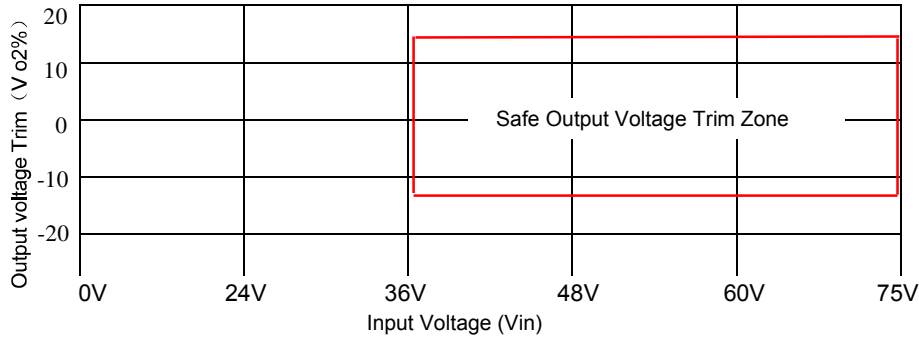 20
10
0
-10
-20
Output voltage Trim（V o2%）
Safe Output Voltage Trim Zone
0V 24V 36V 48V 60V 75V
Input Voltage (Vin)